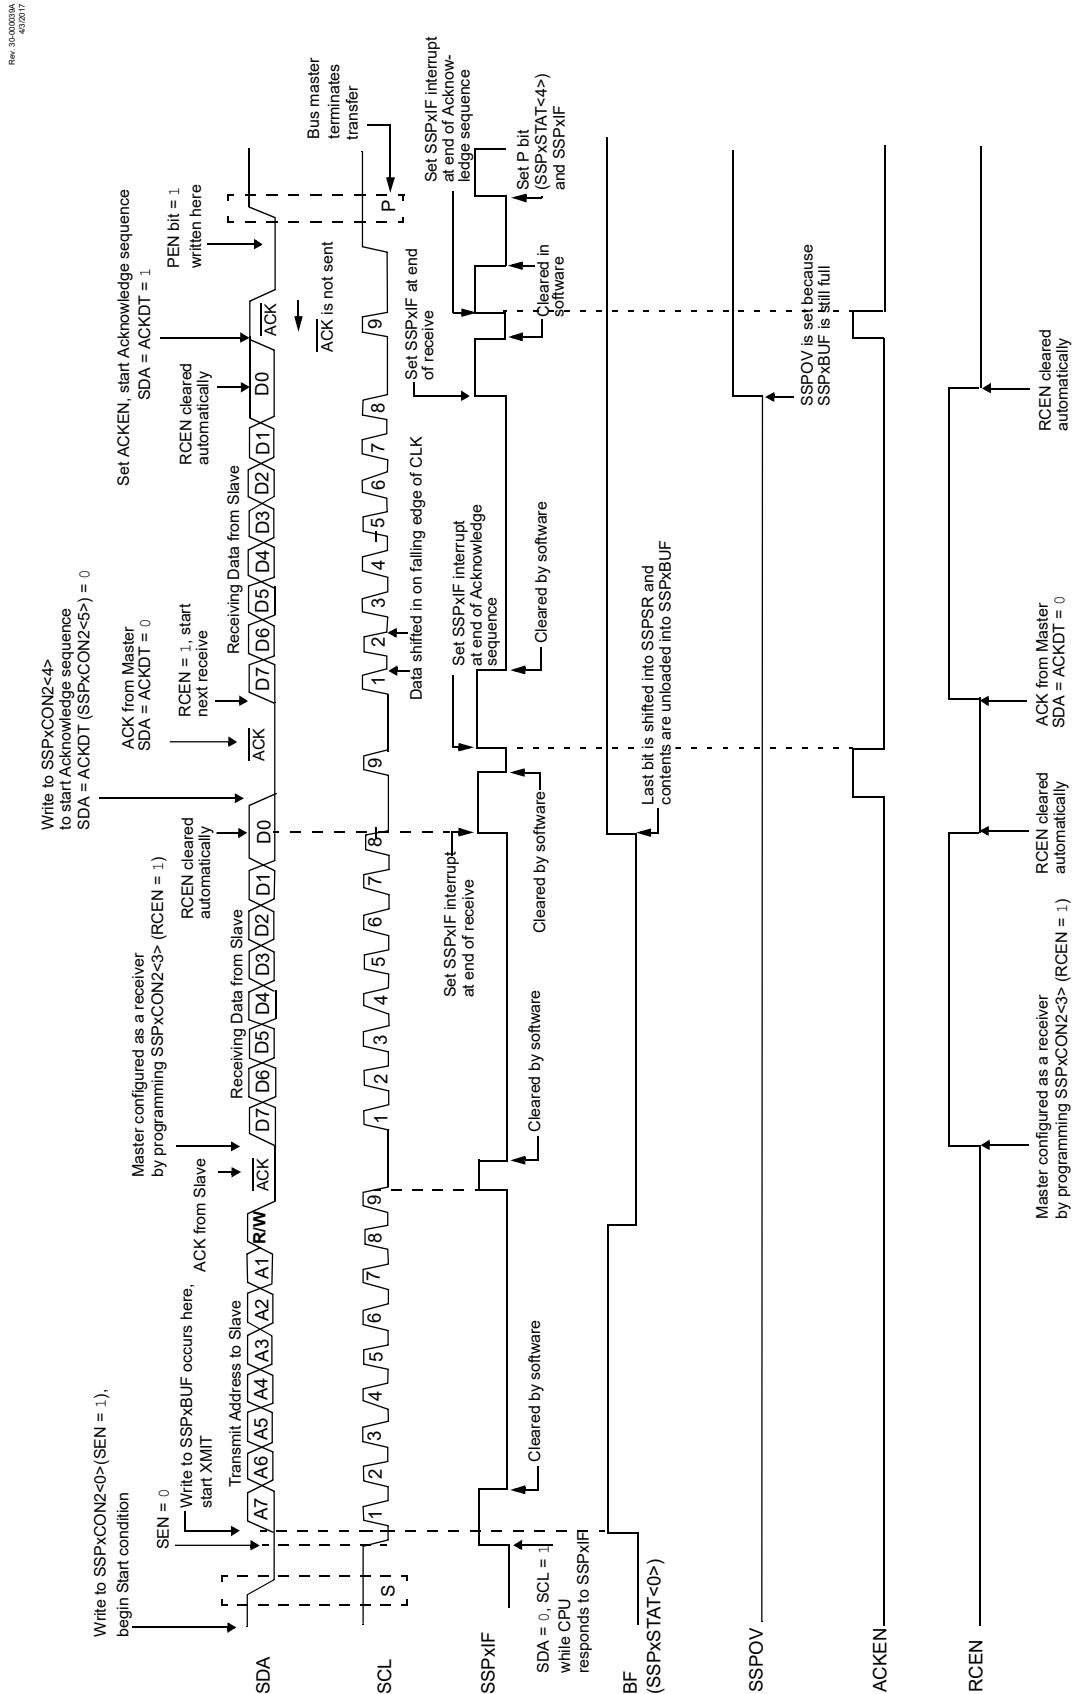 Rev. 30-000039A
4/3/2017
Write to SSPxCON2<4>
to start Acknowledge sequence
SDA = ACKDT (SSPxCON2<5>) = 0
Write to SSPxCON2<0>(SEN = 1),
begin Start condition
SEN = 0
Write to SSPxBUF occurs here,
start XMIT
ACK from Slave
Master configured as a receiver
by programming SSPxCON2<3> (RCEN = 1)
RCEN cleared
automatically
ACK from Master
SDA = ACKDT = 0
RCEN = 1, start
next receive
Set ACKEN, start Acknowledge sequence
SDA = ACKDT = 1
RCEN cleared
automatically
PEN bit = 1
written here
Transmit Address to Slave
Receiving Data from Slave
Receiving Data from Slave
SDA
A7 A6 A5 A4 A3 A2 A1 R/W ACK D7 D6 D5 D4 D3 D2 D1 D0 ACK D7 D6 D5 D4 D3 D2 D1 D0 ACK
ACK is not sent
Bus master
terminates
transfer
SCL
S 1 2 3 4 5 6 7 8 9 1 2 3 4 5 6 7 8 9 1 2 3 4 5 6 7 8 9 P
Data shifted in on falling edge of CLK
Set SSPxIF interrupt
at end of receive
Set SSPxIF interrupt
at end of Acknowledge
sequence
Set SSPxIF at end
of receive
Set SSPxIF interrupt
at end of Acknow-
ledge sequence
SSPxIF
SDA = 0, SCL = 1
while CPU
responds to SSPxIF
Cleared by software
Cleared by software
Cleared by software
Cleared by software
Cleared in
software
Set P bit
(SSPxSTAT<4>)
and SSPxIF
BF
(SSPxSTAT<0>)
Last bit is shifted into SSPSR and
contents are unloaded into SSPxBUF
SSPOV
SSPOV is set because
SSPxBUF is still full
ACKEN
RCEN
Master configured as a receiver
by programming SSPxCON2<3> (RCEN = 1)
RCEN cleared
automatically
ACK from Master
SDA = ACKDT = 0
RCEN cleared
automatically